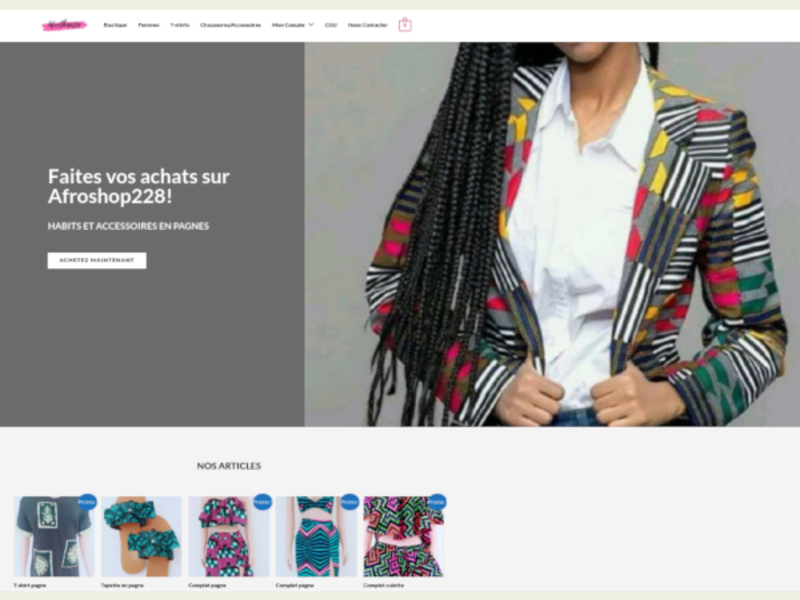 Boutique Femmes T-shirts Chaussures/Accessoires Mon Compte CGU Nous Contacter 0
Faites vos achats sur
Afroshop228!
HABITS ET ACCESSOIRES EN PAGNES
ACHETEZ MAINTENANT
NOS ARTICLES
Promo Promo Promo Promo
T-shirt pagne Tapette en pagne Complet pagne Complet pagne Complet culotte